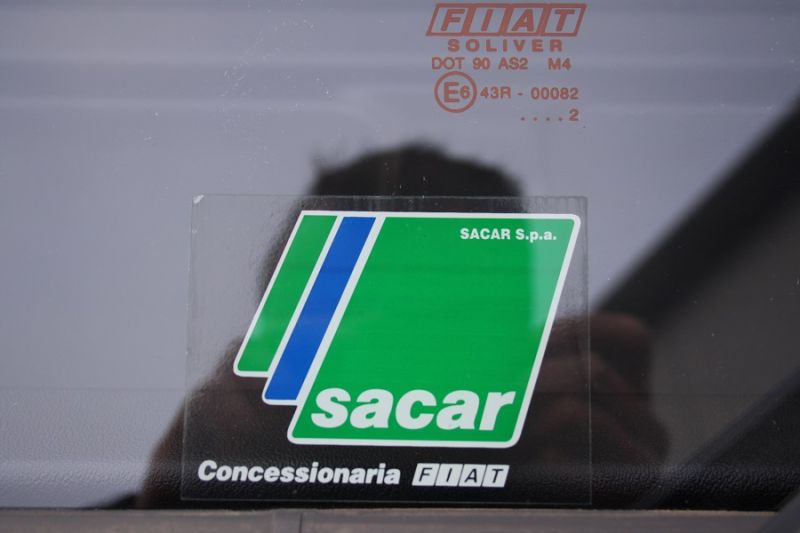 FIAT
SOLIVER
DOT 90 AS2 M4
E6 43R - 00082
.... 2
SACAR S.p.a.
sacar
Concessionaria FIAT